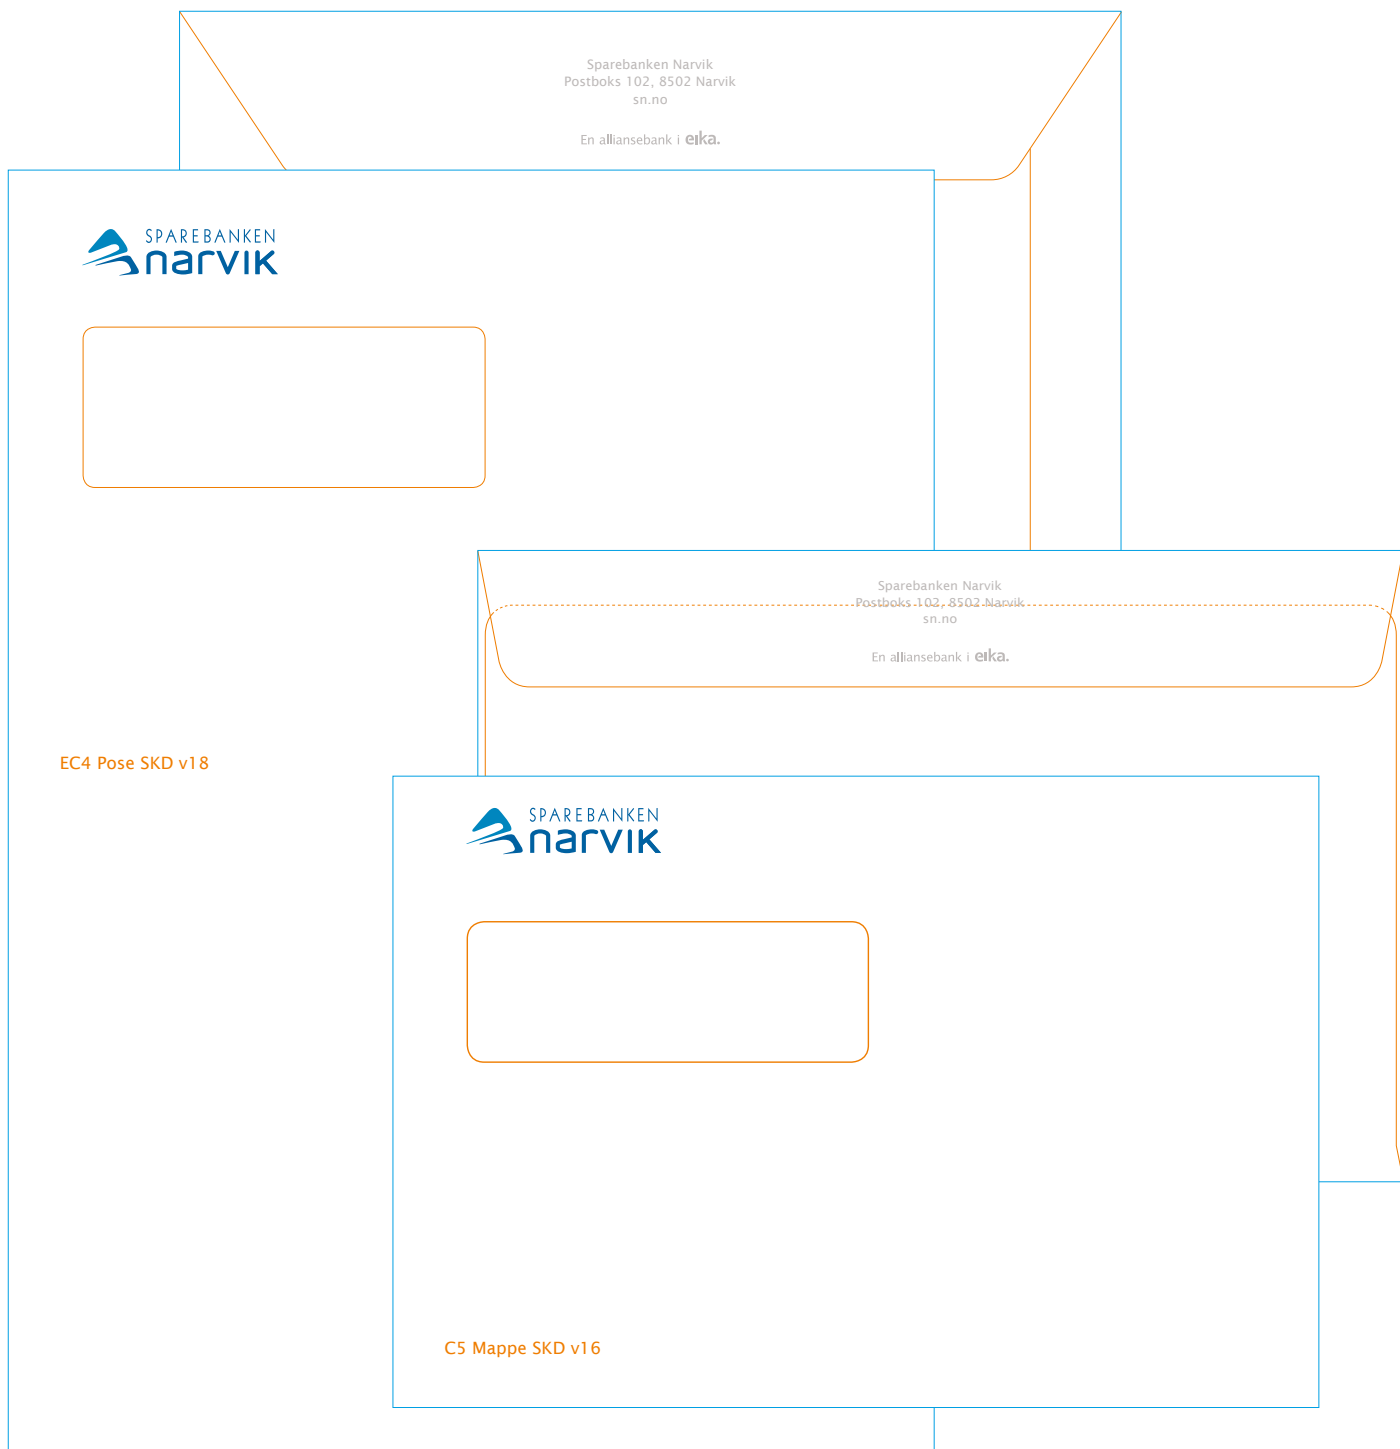 Sparebanken Narvik
Postboks 102, 8502 Narvik
sn.no
En alliansebank i eika.
SPAREBANKEN
narvik
EC4 Pose SKD v18
Sparebanken Narvik
Postboks 102, 8502 Narvik
sn.no
En alliansebank i eika.
SPAREBANKEN
narvik
C5 Mappe SKD v16